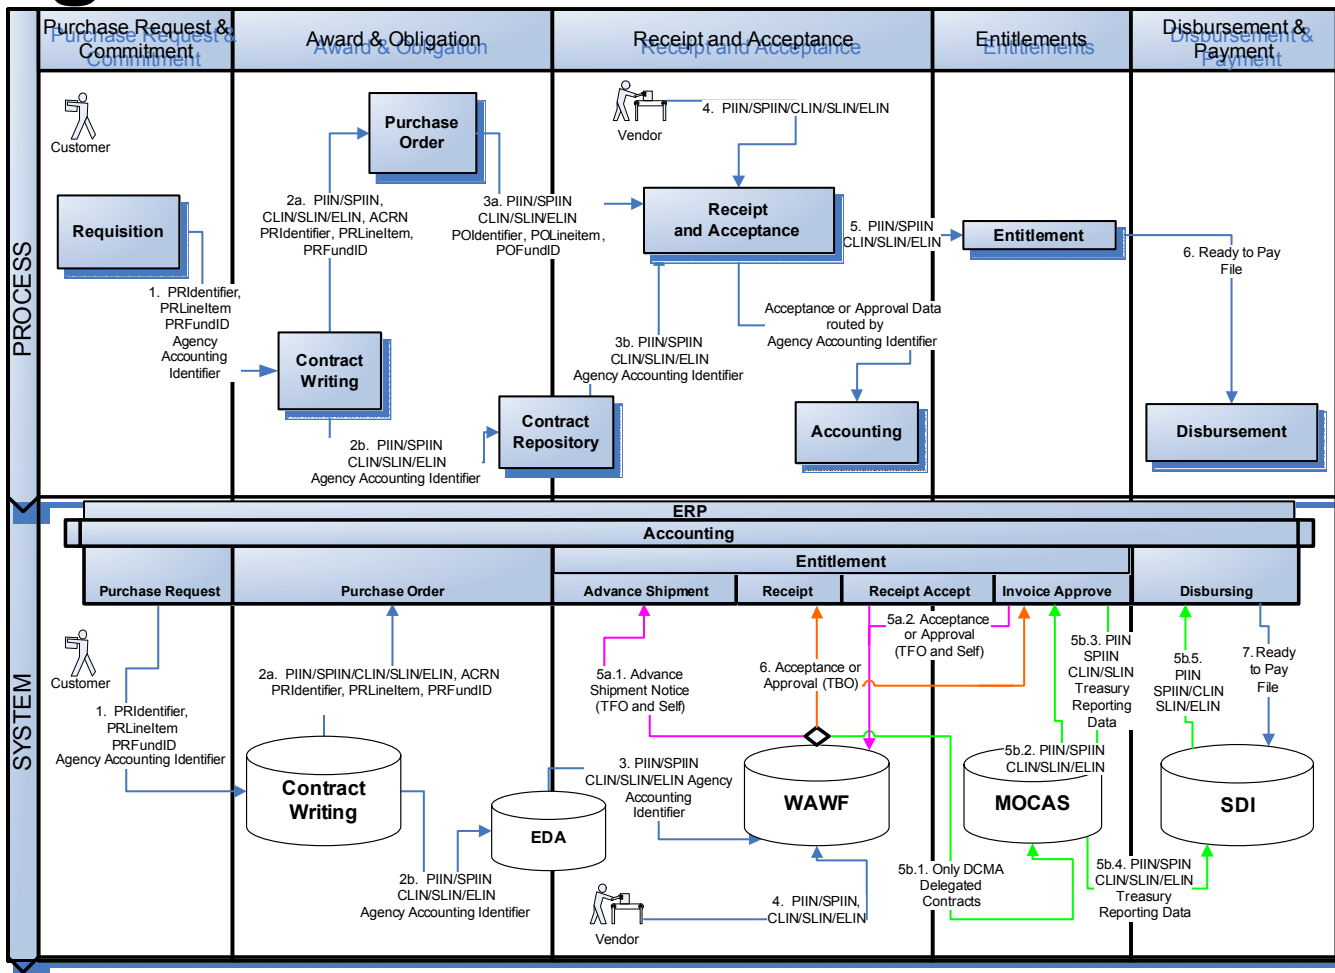 Purchase Request &
Commitment
Purchase Request &
Commitment
Award & Obligation
Award & Obligation
Receipt and Acceptance
Receipt and Acceptance
Entitlements
Entitlements
Disbursement &
Payment
Disbursement &
Payment
PROCESS
Customer
Requisition
1. PRIdentifier,
PRLineItem
PRFundID
Agency
Accounting
Identifier
Purchase
Order
2a. PIIN/SPIIN,
CLIN/SLIN/ELIN, ACRN
PRIdentifier, PRLineItem,
PRFundID
Contract
Writing
2b. PIIN/SPIIN
CLIN/SLIN/ELIN
Agency Accounting Identifier
3a. PIIN/SPIIN
CLIN/SLIN/ELIN
POIdentifier, POLineitem,
POFundID
Contract
Repository
Vendor
4. PIIN/SPIIN/CLIN/SLIN/ELIN
Receipt
and Acceptance
3b. PIIN/SPIIN
CLIN/SLIN/ELIN
Agency Accounting Identifier
Acceptance or Approval Data
routed by
Agency Accounting Identifier
Accounting
5. PIIN/SPIIN
CLIN/SLIN/ELIN
Entitlement
6. Ready to Pay
File
Disbursement
SYSTEM
ERP
Accounting
Entitlement
Purchase Request
Purchase Order
Advance Shipment
Receipt
Receipt Accept
Invoice Approve
Disbursing
Customer
1. PRIdentifier,
PRLineItem
PRFundID
Agency Accounting Identifier
2a. PIIN/SPIIN/CLIN/SLIN/ELIN, ACRN
PRIdentifier, PRLineItem, PRFundID
Contract
Writing
2b. PIIN/SPIIN
CLIN/SLIN/ELIN
Agency Accounting Identifier
EDA
3. PIIN/SPIIN
CLIN/SLIN/ELIN Agency
Accounting
Identifier
5a.1. Advance
Shipment Notice
(TFO and Self)
6. Acceptance or
Approval (TBO)
5a.2. Acceptance
or Approval
(TFO and Self)
WAWF
Vendor
4. PIIN/SPIIN,
CLIN/SLIN/ELIN
5b.1. Only DCMA
Delegated
Contracts
5b.2. PIIN/SPIIN
CLIN/SLIN/ELIN
MOCAS
5b.3. PIIN
SPIIN
CLIN/SLIN
Treasury
Reporting
Data
5b.4. PIIN/SPIN
CLIN/SLIN/ELIN
Treasury
Reporting Data
5b.5.
PIIN
SPIIN/CLIN
SLIN/ELIN
7. Ready
to Pay
File
SDI